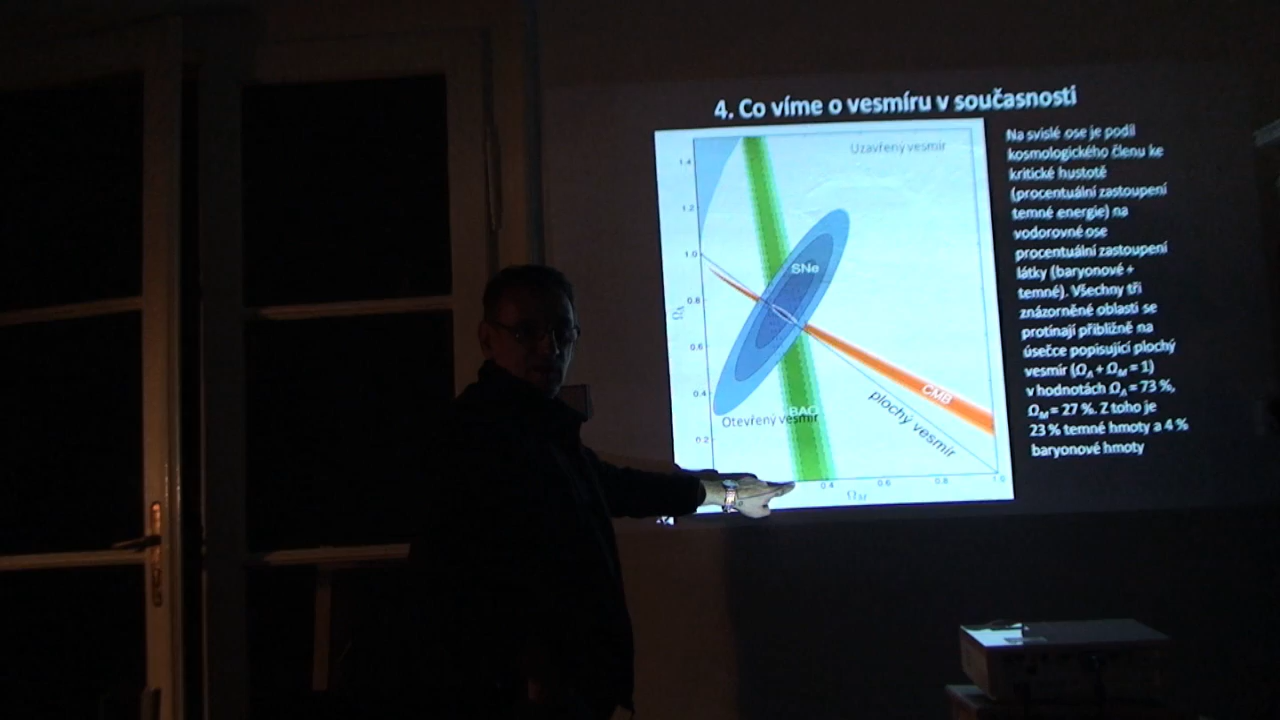 4. Co víme o vesmíru v současnosti
Uzavřený vesmír
1.4
1.2
1.0
0.8
0.6
0.4
0.2
Ω_Λ
SNe
CMB
BAO
Otevřený vesmír
plochý vesmír
0.4
0.6
0.8
1.0
Ω_M
Na svislé ose je podíl
kosmologického členu ke
kritické hustotě
(procentuální zastoupení
temné energie) na
vodorovné ose
procentuální zastoupení
látky (baryonové +
temné). Všechny tři
znázorněné oblasti se
protínají přibližně na
úsečce popisující plochý
vesmír (Ω_Λ + Ω_M = 1)
v hodnotách Ω_Λ = 73 %,
Ω_M = 27 %. Z toho je
23 % temné hmoty a 4 %
baryonové hmoty